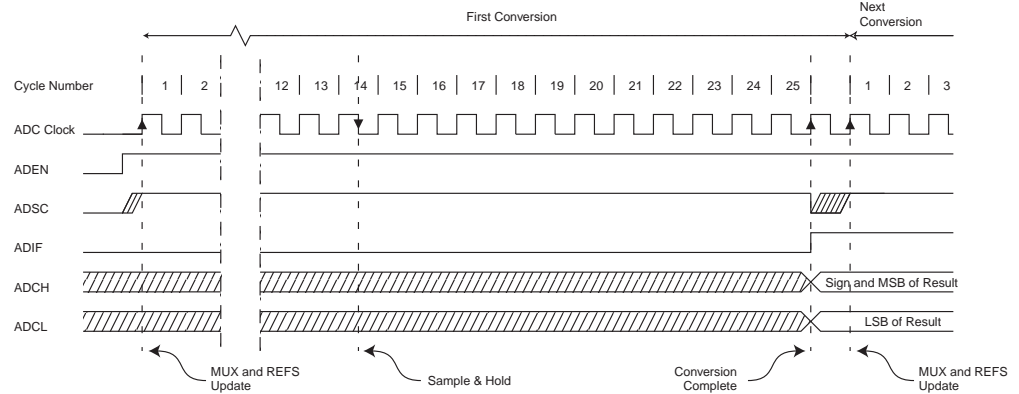 First Conversion
Next
Conversion
Cycle Number 1 2 12 13 14 15 16 17 18 19 20 21 22 23 24 25 1 2 3
ADC Clock
ADEN
ADSC
ADIF
ADCH Sign and MSB of Result
ADCL LSB of Result
MUX and REFS
Update
Sample & Hold
Conversion
Complete
MUX and REFS
Update